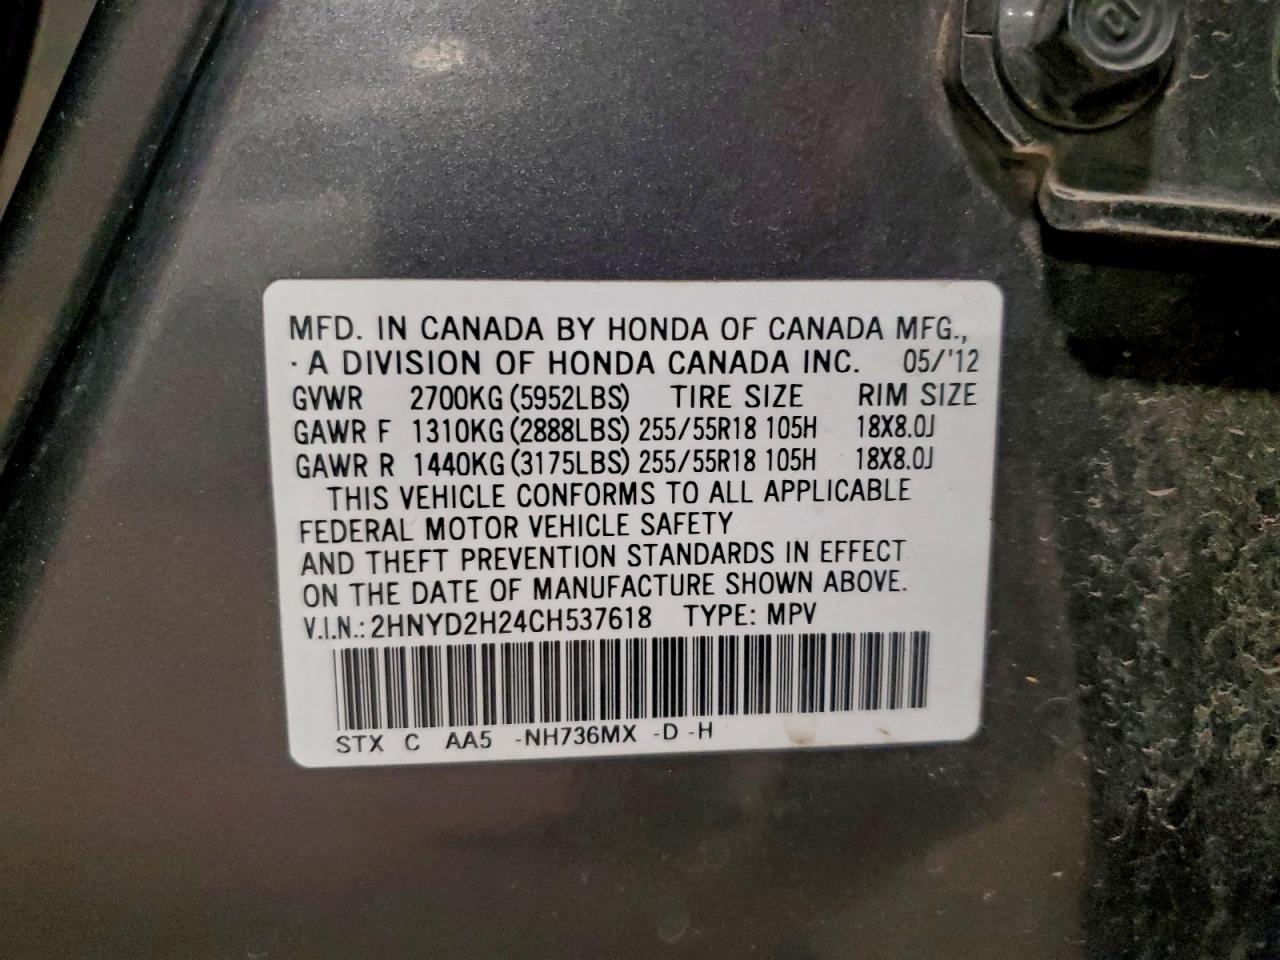 MFD. IN CANADA BY HONDA OF CANADA MFG.,
· A DIVISION OF HONDA CANADA INC. 05/'12
GVWR 2700KG (5952LBS) TIRE SIZE RIM SIZE
GAWR F 1310KG (2888LBS) 255/55R18 105H 18X8.0J
GAWR R 1440KG (3175LBS) 255/55R18 105H 18X8.0J
THIS VEHICLE CONFORMS TO ALL APPLICABLE
FEDERAL MOTOR VEHICLE SAFETY
AND THEFT PREVENTION STANDARDS IN EFFECT
ON THE DATE OF MANUFACTURE SHOWN ABOVE.
V.I.N.: 2HNYD2H24CH537618 TYPE: MPV
STX C AA5 -NH736MX -D -H